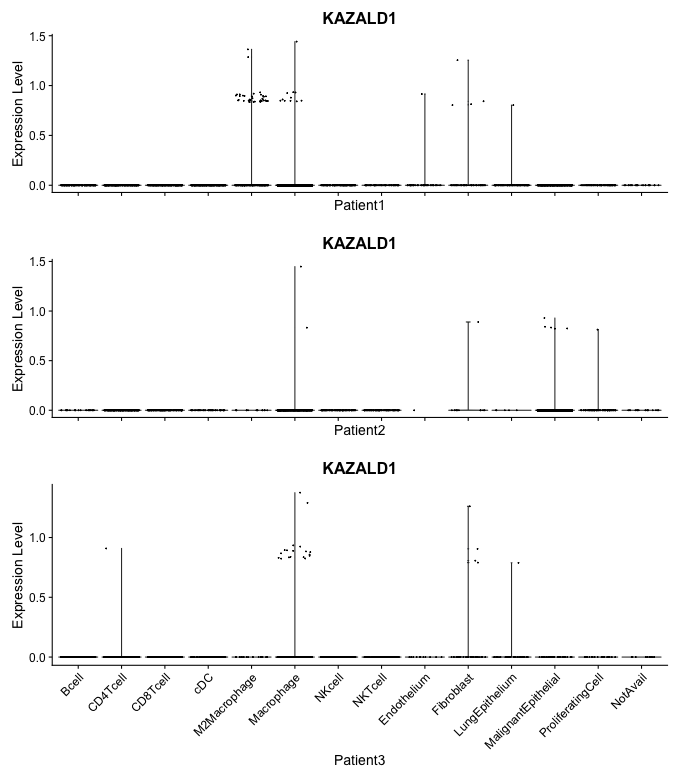 KAZALD1
Expression Level
1.5
1.0
0.5
0.0
Patient1
KAZALD1
Expression Level
1.5
1.0
0.5
0.0
Patient2
KAZALD1
Expression Level
1.0
0.5
0.0
Bcell
CD4Tcell
CD8Tcell
cDC
M2Macrophage
Macrophage
NKcell
NKTcell
Endothelium
Fibroblast
LungEpithelium
MalignantEpithelial
ProliferatingCell
NotAvail
Patient3